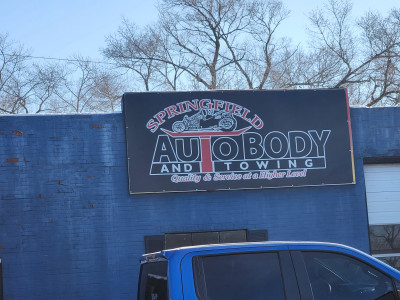 SPRINGFIELD
AUTOBODY
AND TOWING
Quality & Service at a Higher Level